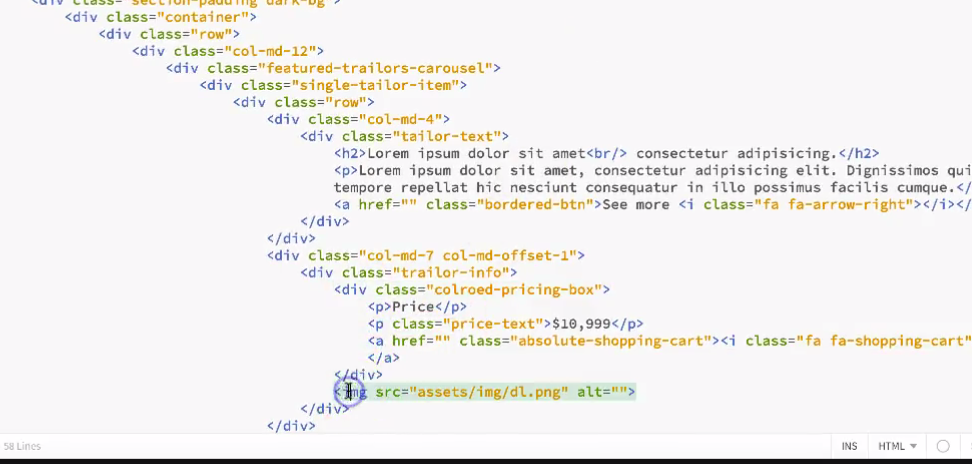 <div class="section-padding dark-bg">
<div class="container">
<div class="row">
<div class="col-md-12">
<div class="featured-trailors-carousel">
<div class="single-tailor-item">
<div class="row">
<div class="col-md-4">
<div class="tailor-text">
<h2>Lorem ipsum dolor sit amet<br/> consectetur adipisicing.</h2>
<p>Lorem ipsum dolor sit amet, consectetur adipisicing elit. Dignissimos qui
tempore repellat hic nesciunt consequatur in illo possimus facilis cumque.</
<a href="" class="bordered-btn">See more <i class="fa fa-arrow-right"></i></
</div>
</div>
<div class="col-md-7 col-md-offset-1">
<div class="trailor-info">
<div class="colroed-pricing-box">
<p>Price</p>
<p class="price-text">$10,999</p>
<a href="" class="absolute-shopping-cart"><i class="fa fa-shopping-cart"
</a>
</div>
<img src="assets/img/dl.png" alt="">
</div>
</div>
58 Lines INS HTML